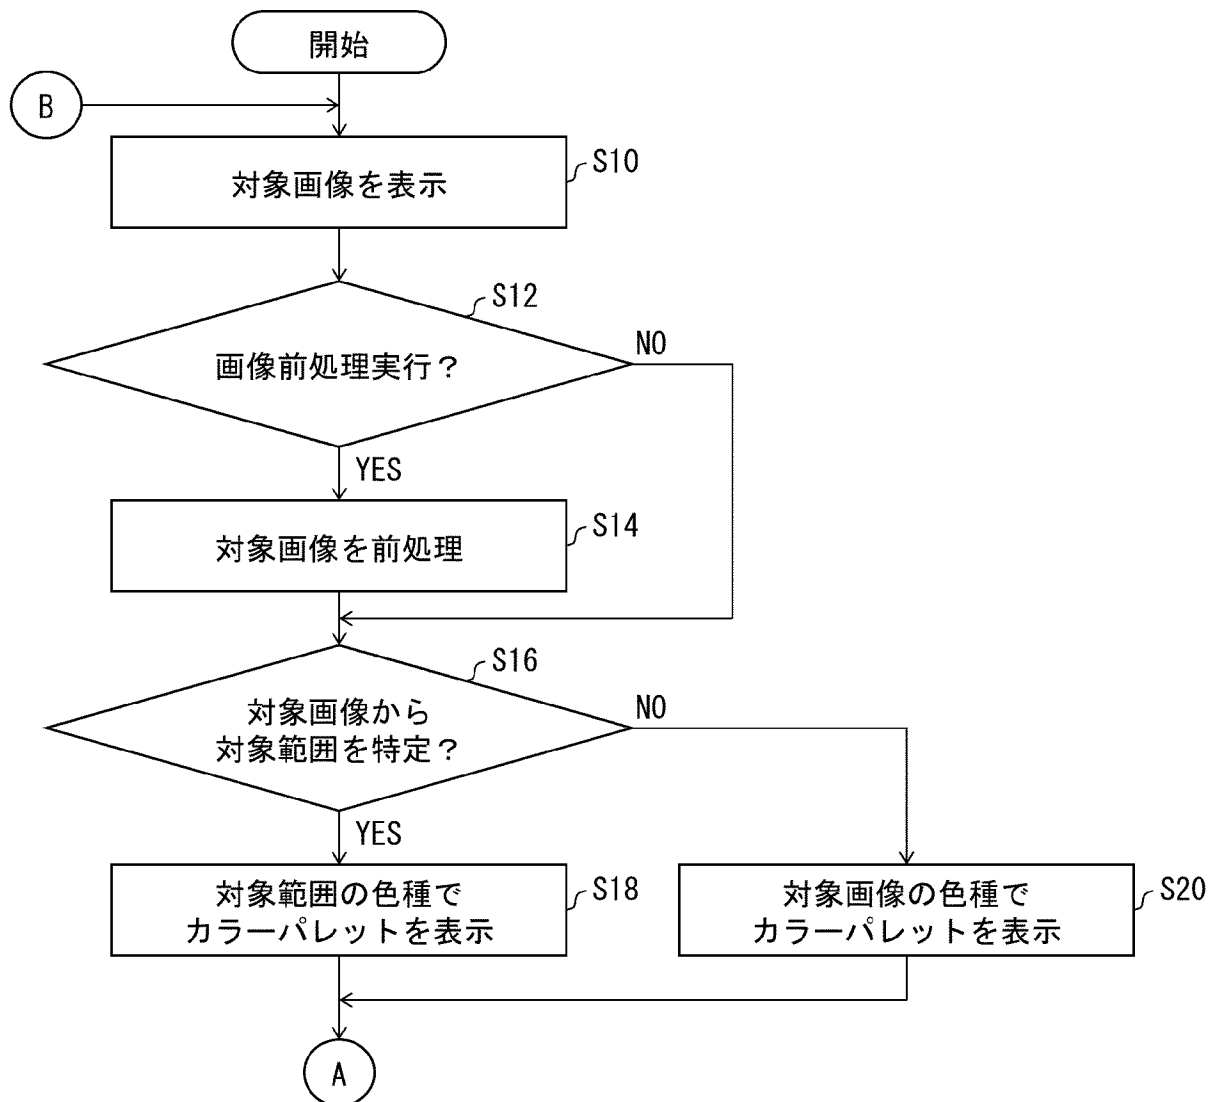 開始
B
対象画像を表示
S10
S12
画像前処理実行?
NO
YES
対象画像を前処理
S14
S16
対象画像から
対象範囲を特定?
NO
YES
対象範囲の色種で
カラーパレットを表示
S18
対象画像の色種で
カラーパレットを表示
S20
A